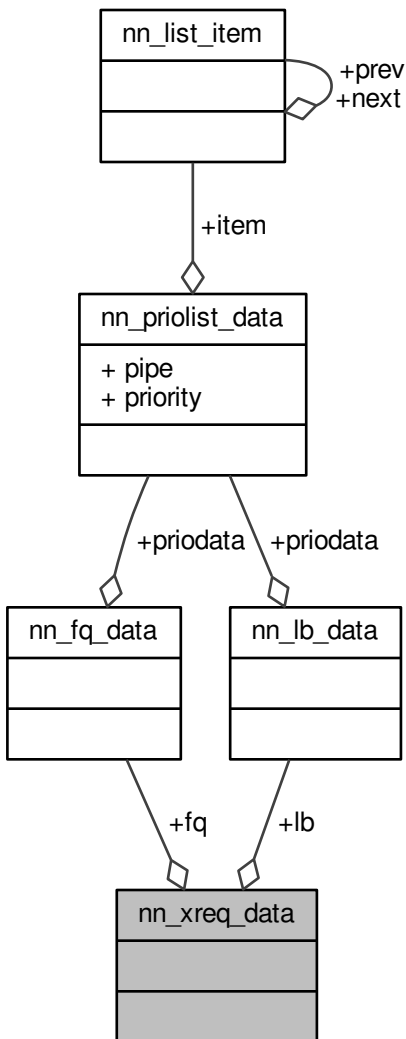 nn_list_item
+prev
+next
+item
nn_priolist_data
+ pipe
+ priority
+priodata
+priodata
nn_fq_data
nn_lb_data
+fq
+lb
nn_xreq_data